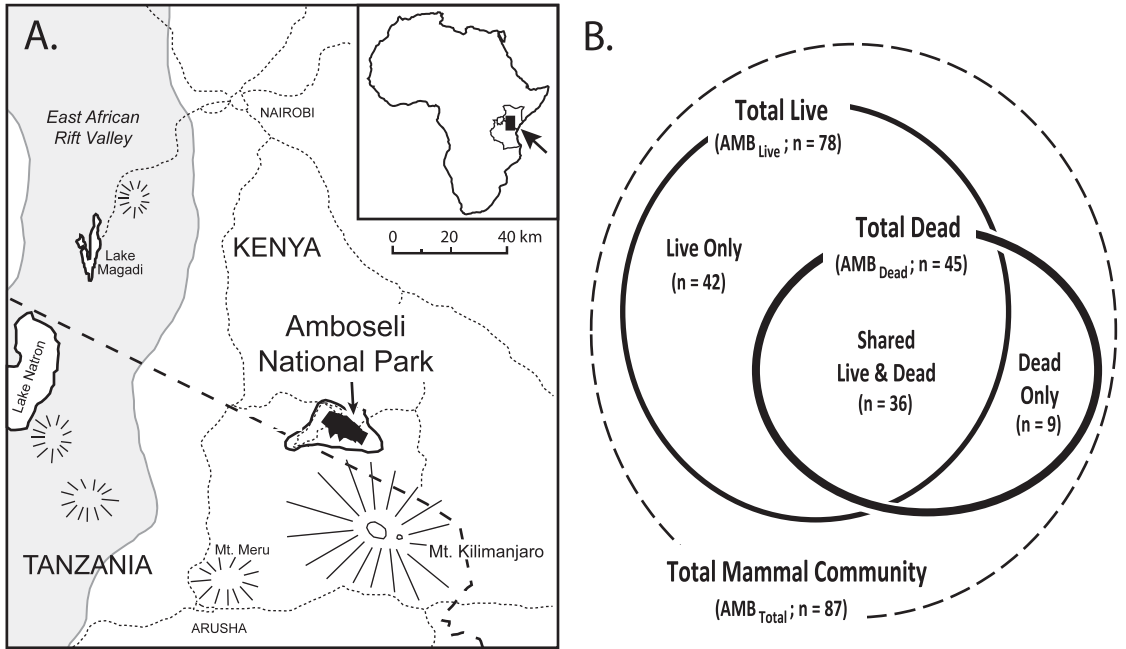 A.
East African
Rift Valley
NAIROBI
Lake
Magadi
KENYA
0 20 40 km
Amboseli
National Park
Lake Natron
TANZANIA
Mt. Meru
Mt. Kilimanjaro
ARUSHA
B.
Total Live
(AMB Live ; n = 78)
Total Dead
(AMB Dead ; n = 45)
Live Only
(n = 42)
Shared
Live & Dead
(n = 36)
Dead
Only
(n = 9)
Total Mammal Community
(AMB Total ; n = 87)